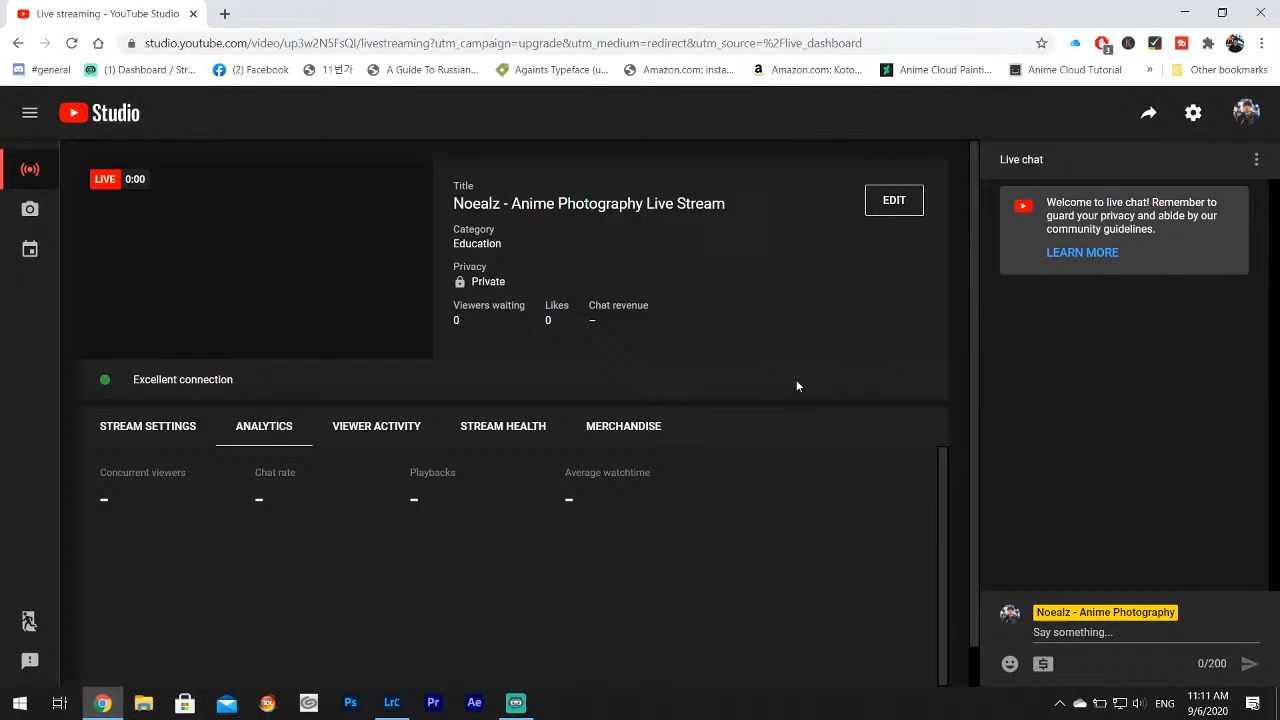 Live streaming - YouTube Studio
studio.youtube.com/video/up3w2N5FsQI/livestreaming?utm_campaign=upgrade&utm_medium=redirect&utm_source=%2Flive_dashboard
3
#general
(1) Dashboard / Str...
(2) Facebook
11번가
A Guide To Russian...
Againts Typeface (u...
Amazon.com: insta...
Amazon.com: Koto...
Anime Cloud Painti...
Anime Cloud Tutorial
»
Other bookmarks
Studio
LIVE 0:00
Title
Noealz - Anime Photography Live Stream
EDIT
Category
Education
Privacy
Private
Viewers waiting
Likes
Chat revenue
0
0
–
Excellent connection
STREAM SETTINGS
ANALYTICS
VIEWER ACTIVITY
STREAM HEALTH
MERCHANDISE
Concurrent viewers
Chat rate
Playbacks
Average watchtime
–
–
–
–
Live chat
Welcome to live chat! Remember to
guard your privacy and abide by our
community guidelines.
LEARN MORE
Noealz - Anime Photography
Say something...
0/200
Ps
Lrc
Pr
Ae
ENG
11:11 AM
9/6/2020